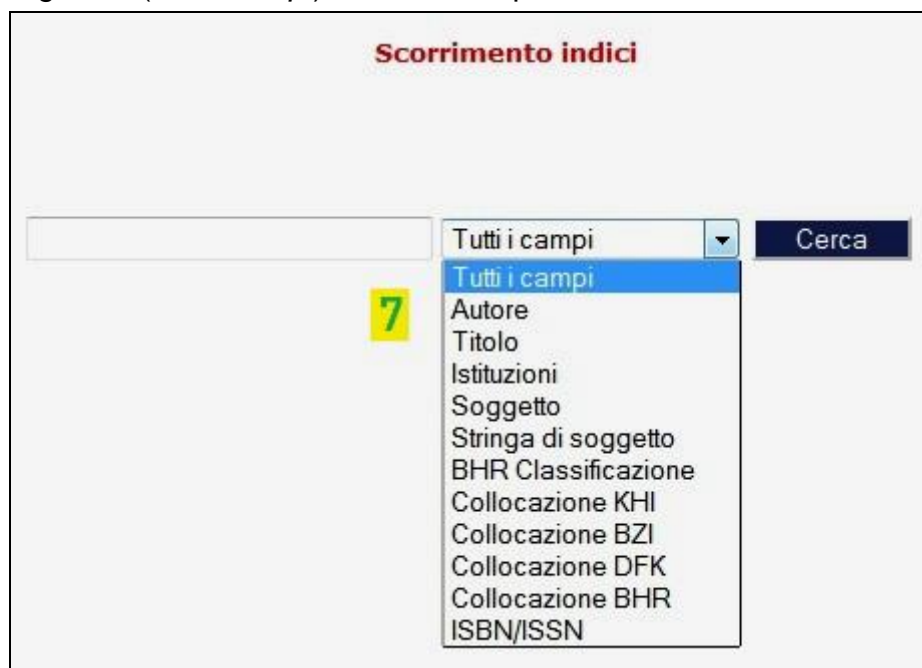 Scorrimento indici
Tutti i campi Cerca
Tutti i campi
7
Autore
Titolo
Istituzioni
Soggetto
Stringa di soggetto
BHR Classificazione
Collocazione KHI
Collocazione BZI
Collocazione DFK
Collocazione BHR
ISBN/ISSN